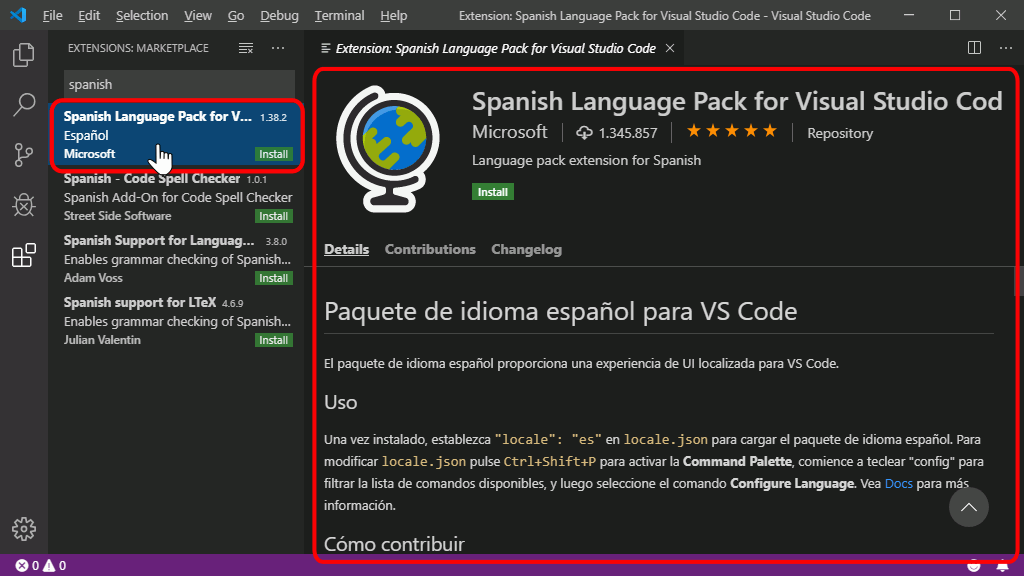 File Edit Selection View Go Debug Terminal Help
Extension: Spanish Language Pack for Visual Studio Code - Visual Studio Code
EXTENSIONS: MARKETPLACE
spanish
Spanish Language Pack for V... 1.38.2
Español
Microsoft Install
Spanish - Code Spell Checker 1.0.1
Spanish Add-On for Code Spell Checker
Street Side Software Install
Spanish Support for Languag... 3.8.0
Enables grammar checking of Spanish...
Adam Voss Install
Spanish support for LTeX 4.6.9
Enables grammar checking of Spanish...
Julian Valentin Install
Extension: Spanish Language Pack for Visual Studio Code
Spanish Language Pack for Visual Studio Cod
Microsoft 1.345.857 Repository
Language pack extension for Spanish
Install
Details Contributions Changelog
Paquete de idioma español para VS Code
El paquete de idioma español proporciona una experiencia de UI localizada para VS Code.
Uso
Una vez instalado, establezca "locale": "es" en locale.json para cargar el paquete de idioma español. Para
modificar locale.json pulse Ctrl+Shift+P para activar la Command Palette, comience a teclear "config" para
filtrar la lista de comandos disponibles, y luego seleccione el comando Configure Language. Vea Docs para más
información.
Cómo contribuir
0 0